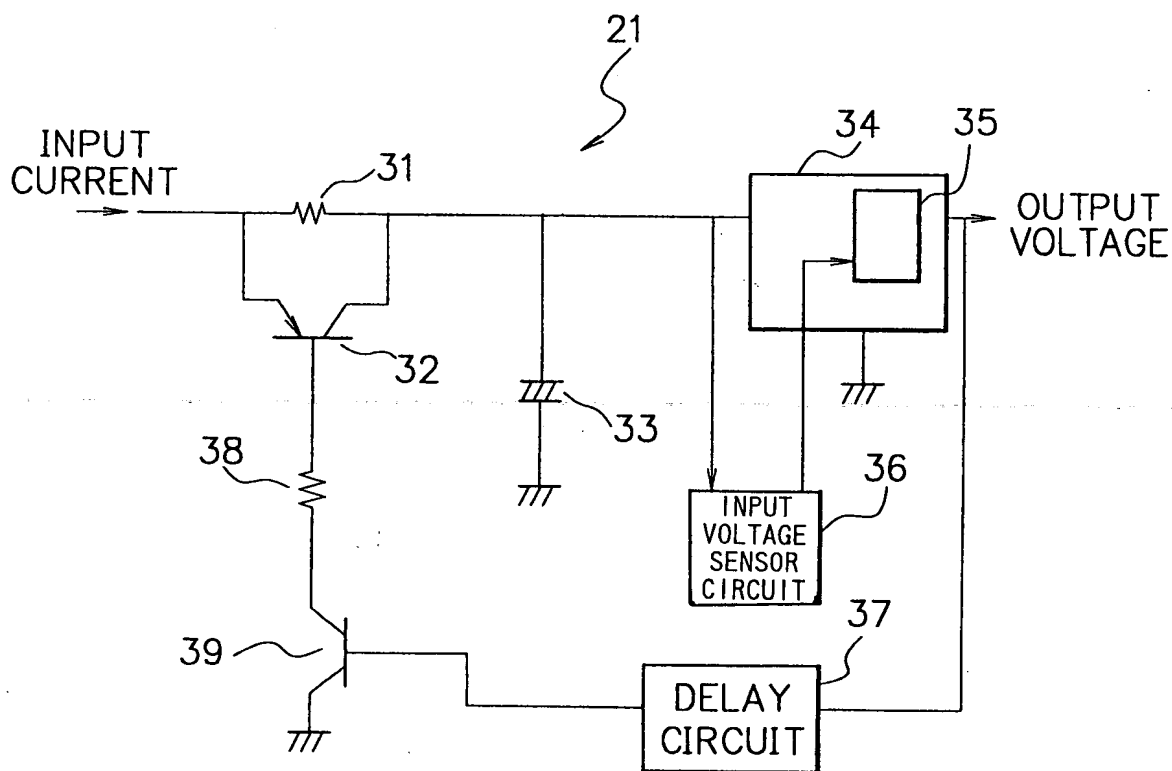 21
INPUT
CURRENT
31
34
35
OUTPUT
VOLTAGE
32
33
38
36
INPUT
VOLTAGE
SENSOR
CIRCUIT
39
37
DELAY
CIRCUIT